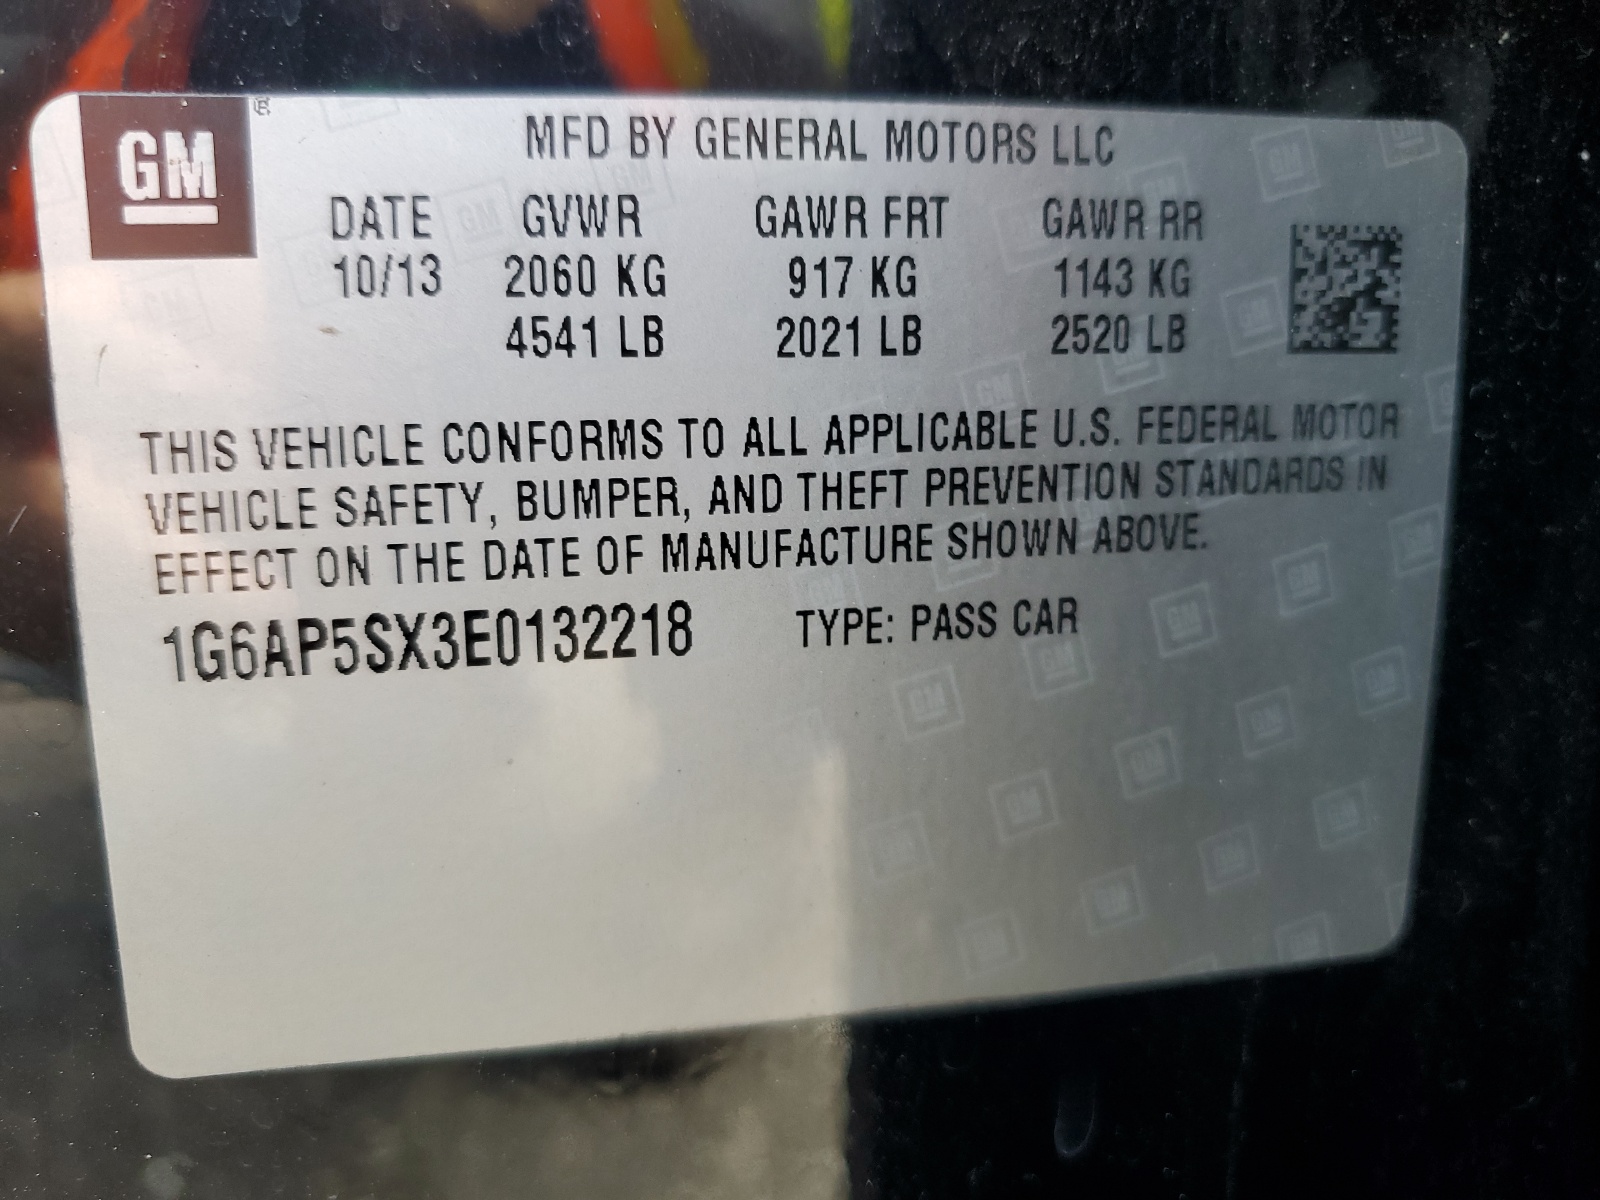 GM
MFD BY GENERAL MOTORS LLC
DATE GVWR GAWR FRT GAWR RR
10/13 2060 KG 917 KG 1143 KG
4541 LB 2021 LB 2520 LB
THIS VEHICLE CONFORMS TO ALL APPLICABLE U.S. FEDERAL MOTOR
VEHICLE SAFETY, BUMPER, AND THEFT PREVENTION STANDARDS IN
EFFECT ON THE DATE OF MANUFACTURE SHOWN ABOVE.
1G6AP5SX3E0132218 TYPE: PASS CAR